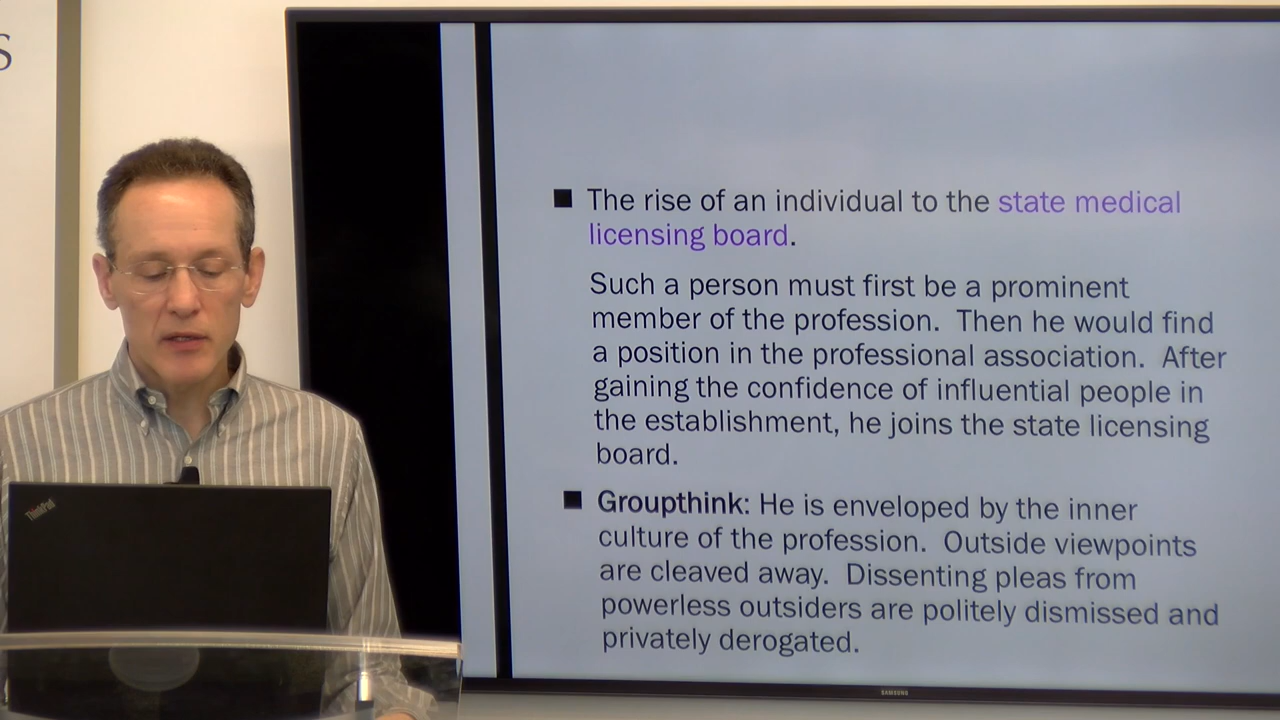 S
The rise of an individual to the state medical
licensing board.
Such a person must first be a prominent
member of the profession. Then he would find
a position in the professional association. After
gaining the confidence of influential people in
the establishment, he joins the state licensing
board.
Groupthink: He is enveloped by the inner
culture of the profession. Outside viewpoints
are cleaved away. Dissenting pleas from
powerless outsiders are politely dismissed and
privately derogated.
ThinkPad
SAMSUNG